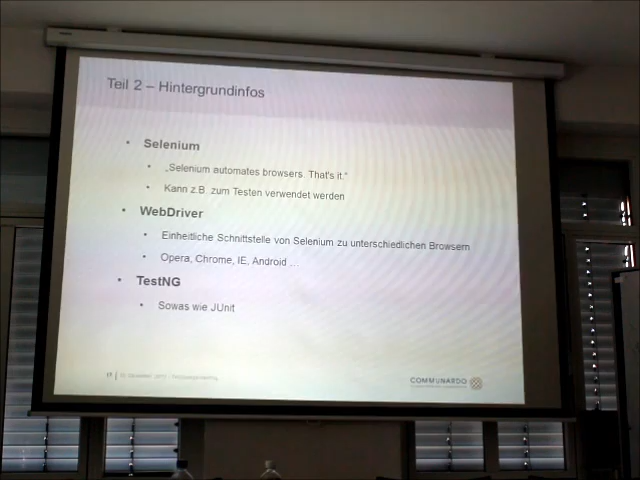 Teil 2 – Hintergrundinfos
• Selenium
• „Selenium automates browsers. That's it."
• Kann z.B. zum Testen verwendet werden
• WebDriver
• Einheitliche Schnittstelle von Selenium zu unterschiedlichen Browsern
• Opera, Chrome, IE, Android ...
• TestNG
• Sowas wie JUnit
COMMUNARDO